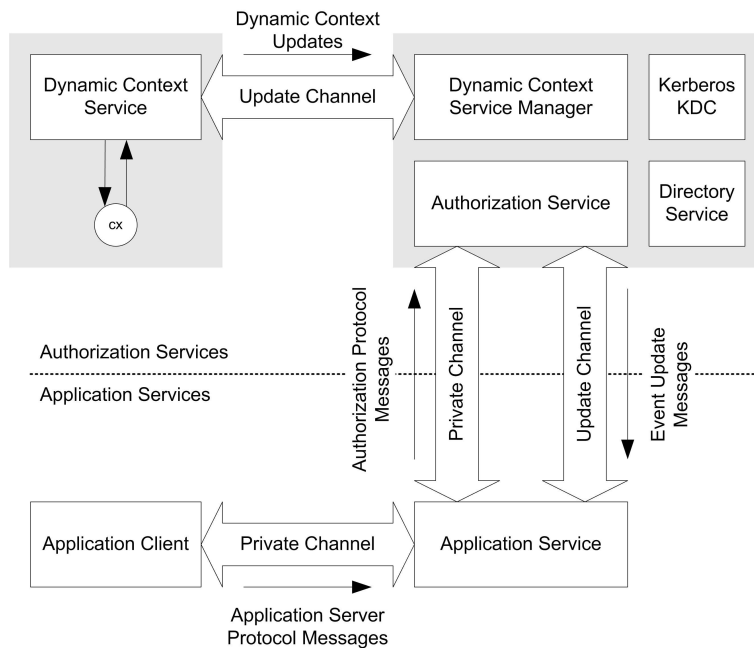 Dynamic Context
Updates
Dynamic Context
Service
Update Channel
Dynamic Context
Service Manager
Kerberos
KDC
cx
Authorization Service
Directory
Service
Authorization Services
Application Services
Authorization Protocol
Messages
Private Channel
Update Channel
Event Update
Messages
Application Client
Private Channel
Application Service
Application Server
Protocol Messages